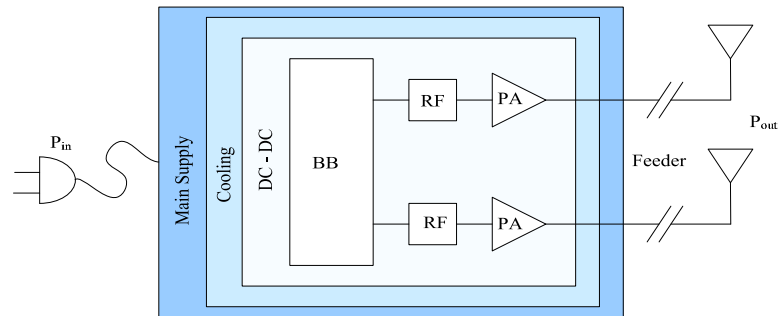 P_in
Main Supply
Cooling
DC - DC
BB
RF
PA
RF
PA
Feeder
P_out